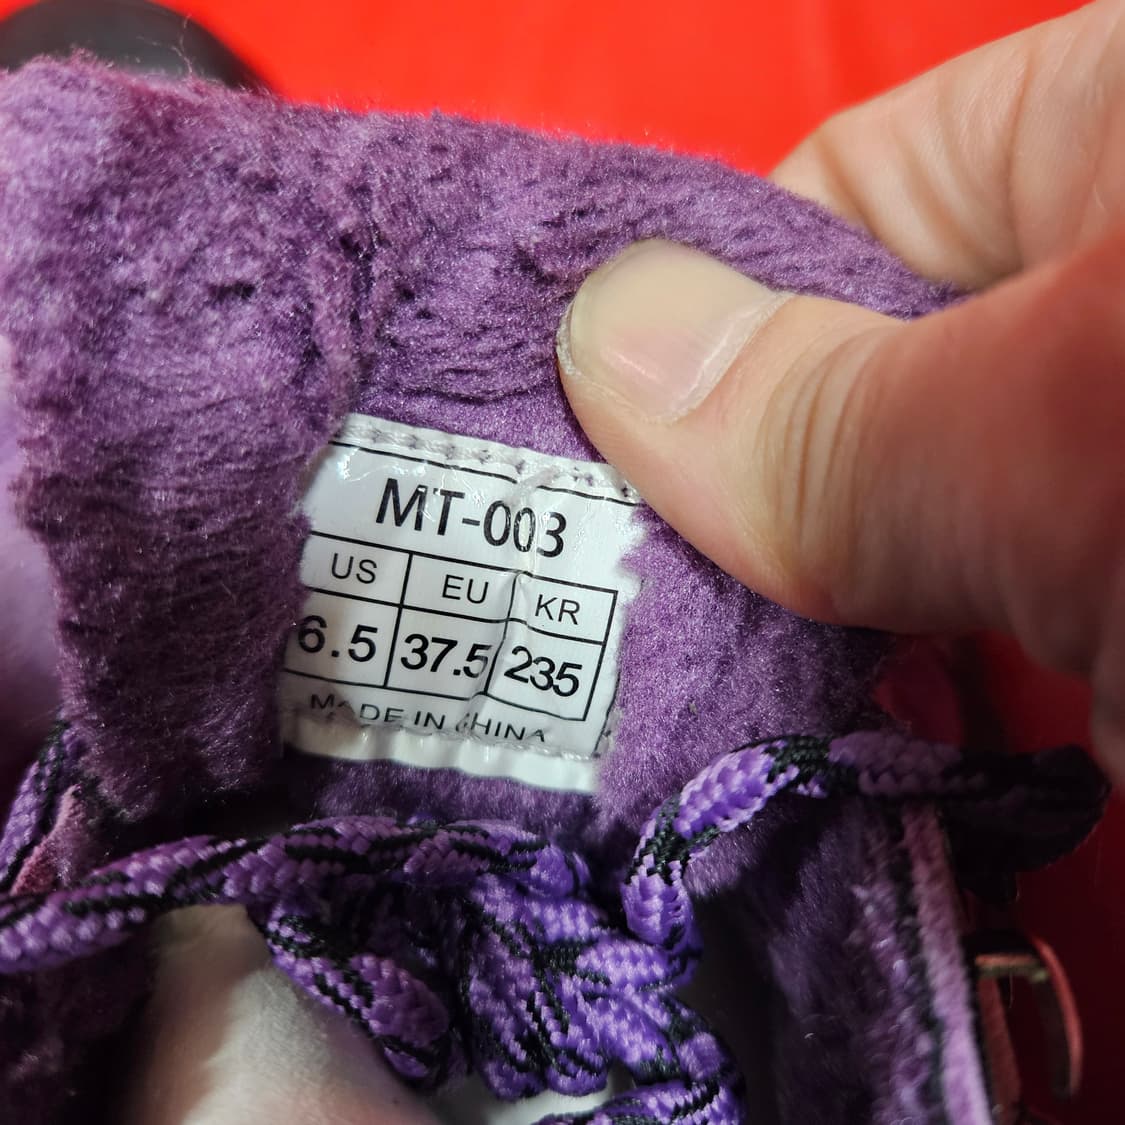 MT-003
US EU KR
6.5 37.5 235
MADE IN CHINA